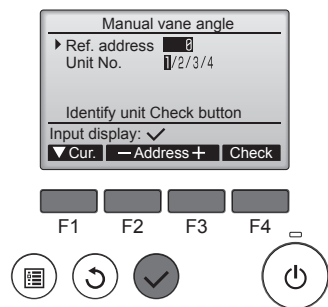 Manual vane angle
Ref. address 0
Unit No. 1/2/3/4
Identify unit Check button
Input display: ✓
▼ Cur. − Address + Check
F1 F2 F3 F4